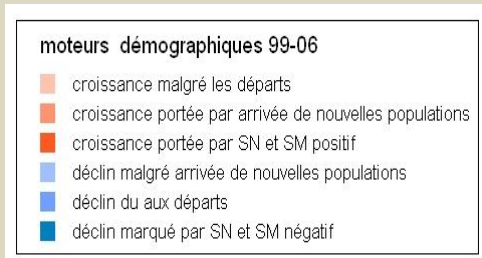 moteurs démographiques 99-06
croissance malgré les départs
croissance portée par arrivée de nouvelles populations
croissance portée par SN et SM positif
déclin malgré arrivée de nouvelles populations
déclin du aux départs
déclin marqué par SN et SM négatif